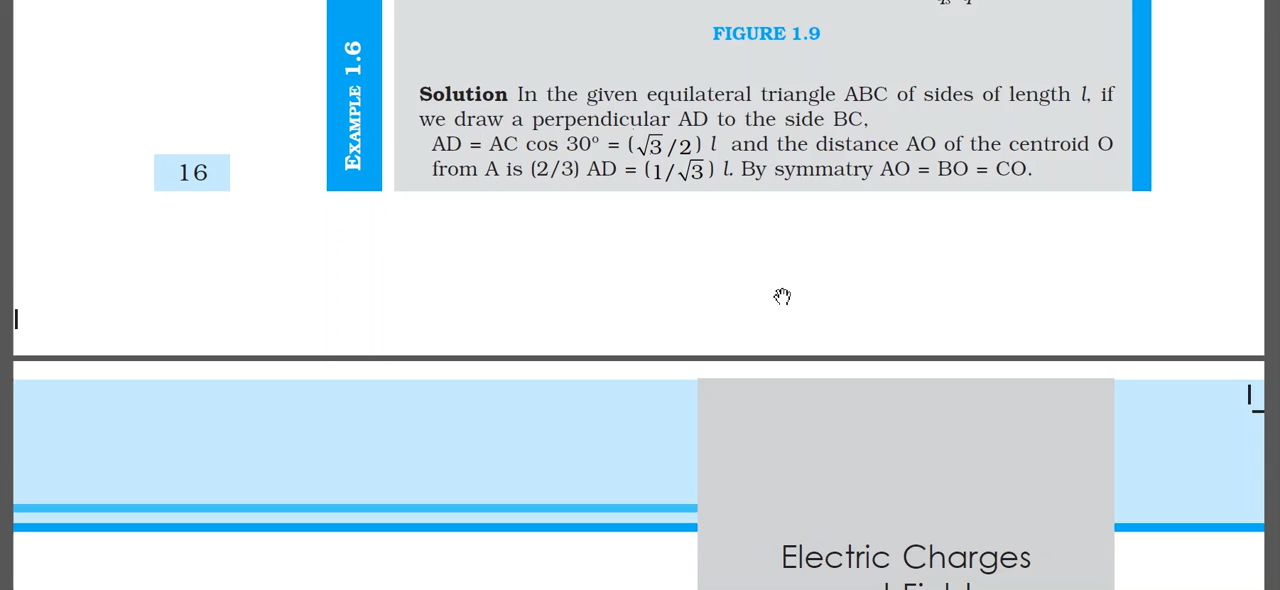 FIGURE 1.9
EXAMPLE 1.6
Solution In the given equilateral triangle ABC of sides of length l, if
we draw a perpendicular AD to the side BC,
AD = AC cos 30º = (√3/2) l and the distance AO of the centroid O
from A is (2/3) AD = (1/√3) l. By symmatry AO = BO = CO.
16
Electric Charges